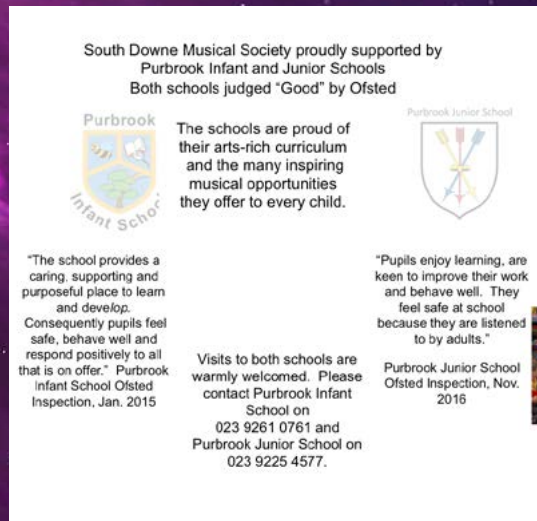 South Downe Musical Society proudly supported by
Purbrook Infant and Junior Schools
Both schools judged "Good" by Ofsted
Purbrook
Infant School
The schools are proud of
their arts-rich curriculum
and the many inspiring
musical opportunities
they offer to every child.
Purbrook Junior School
"The school provides a
caring, supporting and
purposeful place to learn
and develop.
Consequently pupils feel
safe, behave well and
respond positively to all
that is on offer." Purbrook
Infant School Ofsted
Inspection, Jan. 2015
Visits to both schools are
warmly welcomed. Please
contact Purbrook Infant
School on
023 9261 0761 and
Purbrook Junior School on
023 9225 4577.
"Pupils enjoy learning, are
keen to improve their work
and behave well. They
feel safe at school
because they are listened
to by adults."
Purbrook Junior School
Ofsted Inspection, Nov.
2016